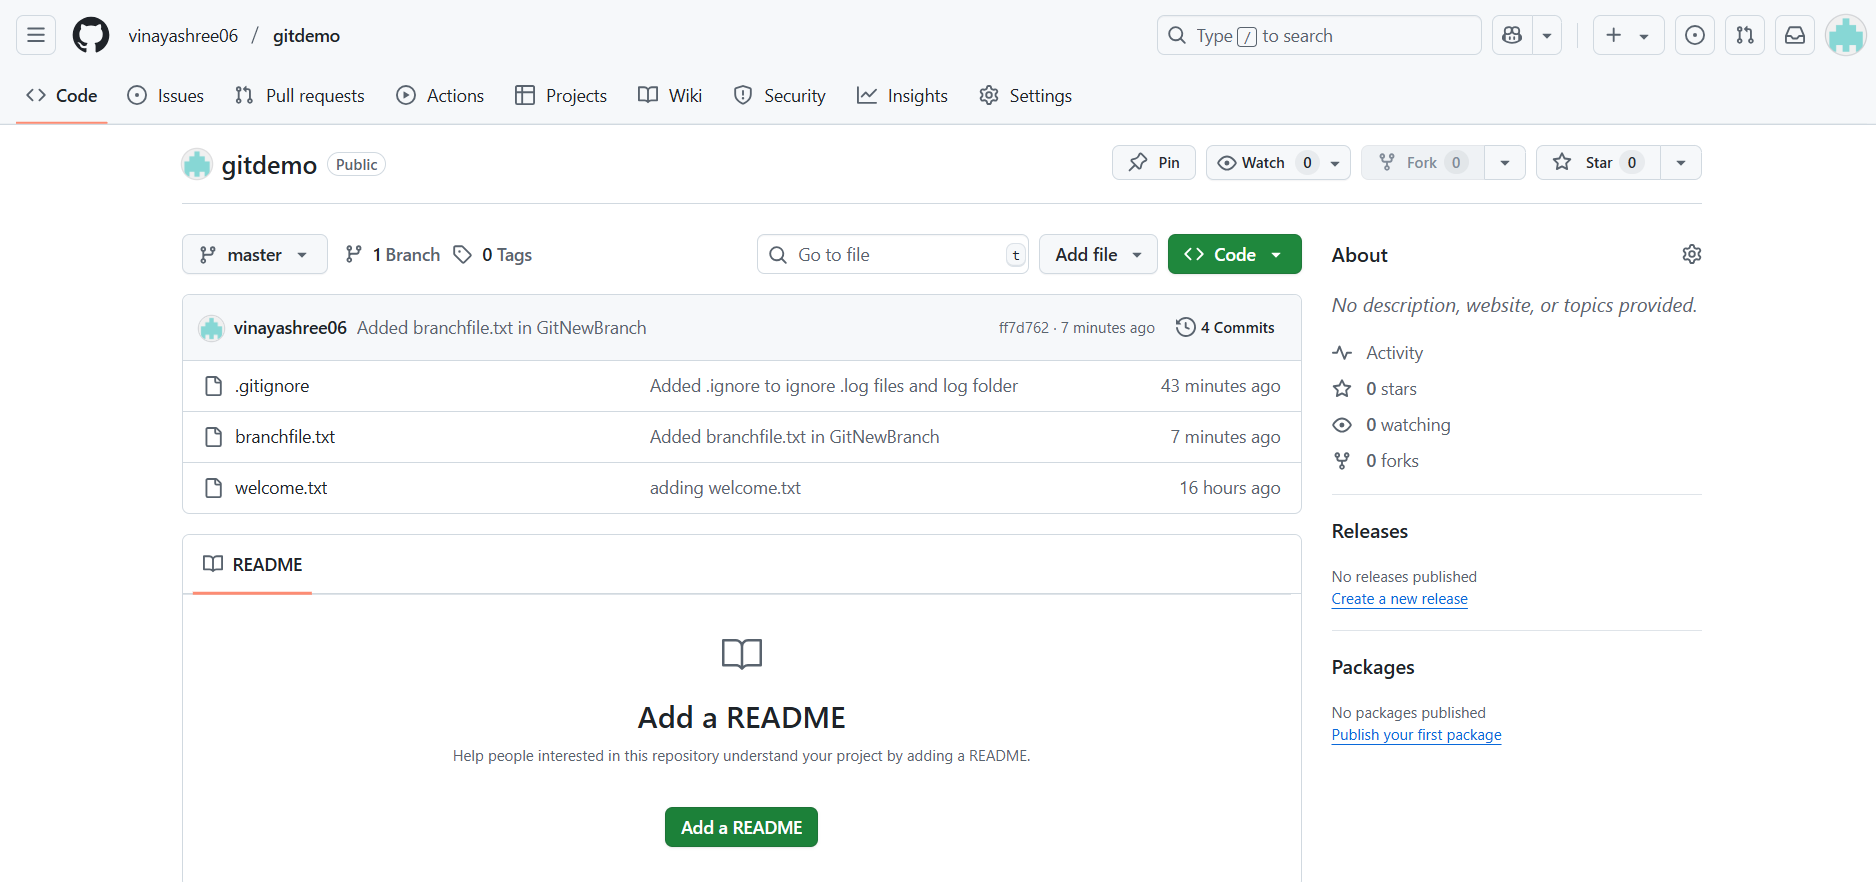 vinayashree06 / gitdemo
Type / to search
Code Issues Pull requests Actions Projects Wiki Security Insights Settings
gitdemo Public
Pin Watch 0 Fork 0 Star 0
master 1 Branch 0 Tags Go to file t Add file Code
vinayashree06 Added branchfile.txt in GitNewBranch ff7d762 · 7 minutes ago 4 Commits
.gitignore Added .ignore to ignore .log files and log folder 43 minutes ago
branchfile.txt Added branchfile.txt in GitNewBranch 7 minutes ago
welcome.txt adding welcome.txt 16 hours ago
README
Add a README
Help people interested in this repository understand your project by adding a README.
Add a README
About
No description, website, or topics provided.
Activity
0 stars
0 watching
0 forks
Releases
No releases published
Create a new release
Packages
No packages published
Publish your first package